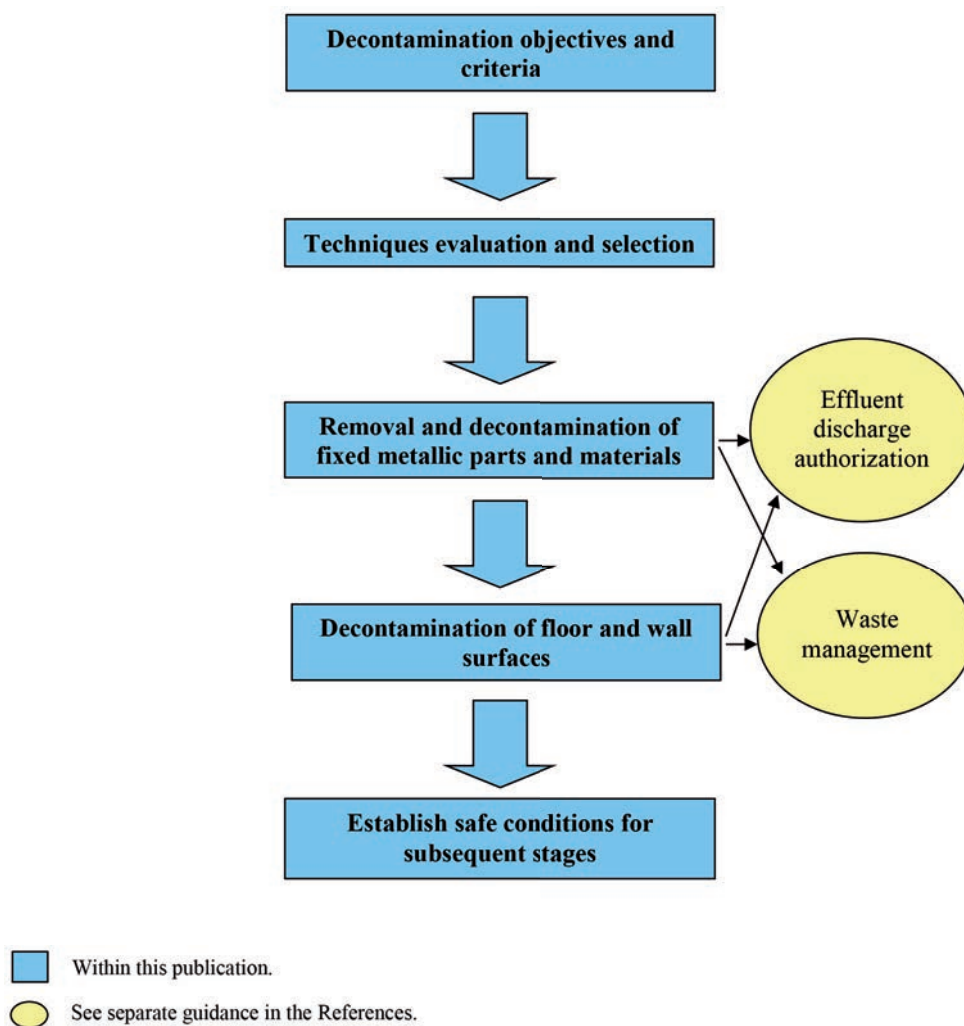 Decontamination objectives and
criteria
Techniques evaluation and selection
Removal and decontamination of
fixed metallic parts and materials
Effluent
discharge
authorization
Decontamination of floor and wall
surfaces
Waste
management
Establish safe conditions for
subsequent stages
Within this publication.
See separate guidance in the References.